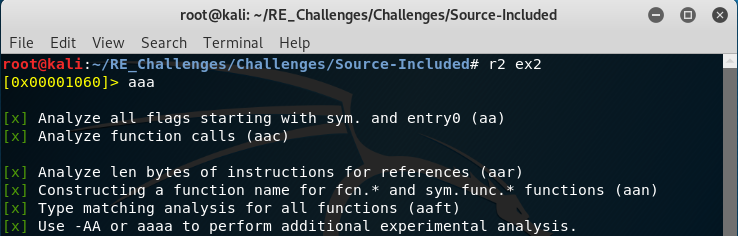 root@kali: ~/RE_Challenges/Challenges/Source-Included
File Edit View Search Terminal Help
root@kali:~/RE_Challenges/Challenges/Source-Included# r2 ex2
[0x00001060]> aaa
[x] Analyze all flags starting with sym. and entry0 (aa)
[x] Analyze function calls (aac)
[x] Analyze len bytes of instructions for references (aar)
[x] Constructing a function name for fcn.* and sym.func.* functions (aan)
[x] Type matching analysis for all functions (aaft)
[x] Use -AA or aaaa to perform additional experimental analysis.